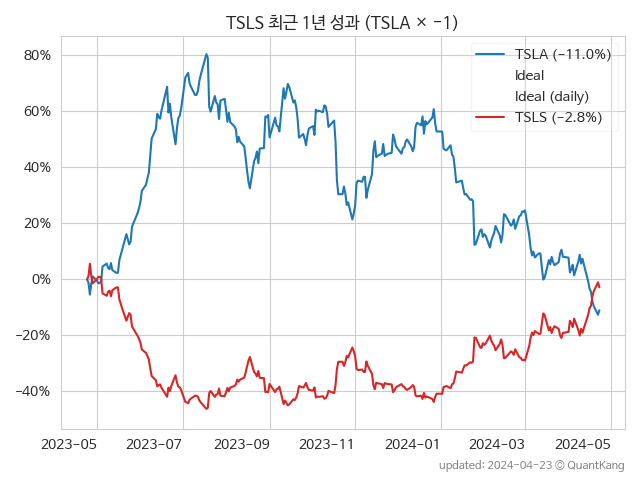 TSLS 최근 1년 성과 (TSLA × −1)
TSLA (−11.0%)
Ideal
Ideal (daily)
TSLS (−2.8%)
80%
60%
40%
20%
0%
−20%
−40%
2023−05 2023−07 2023−09 2023−11 2024−01 2024−03 2024−05
updated: 2024−04−23 © QuantKang